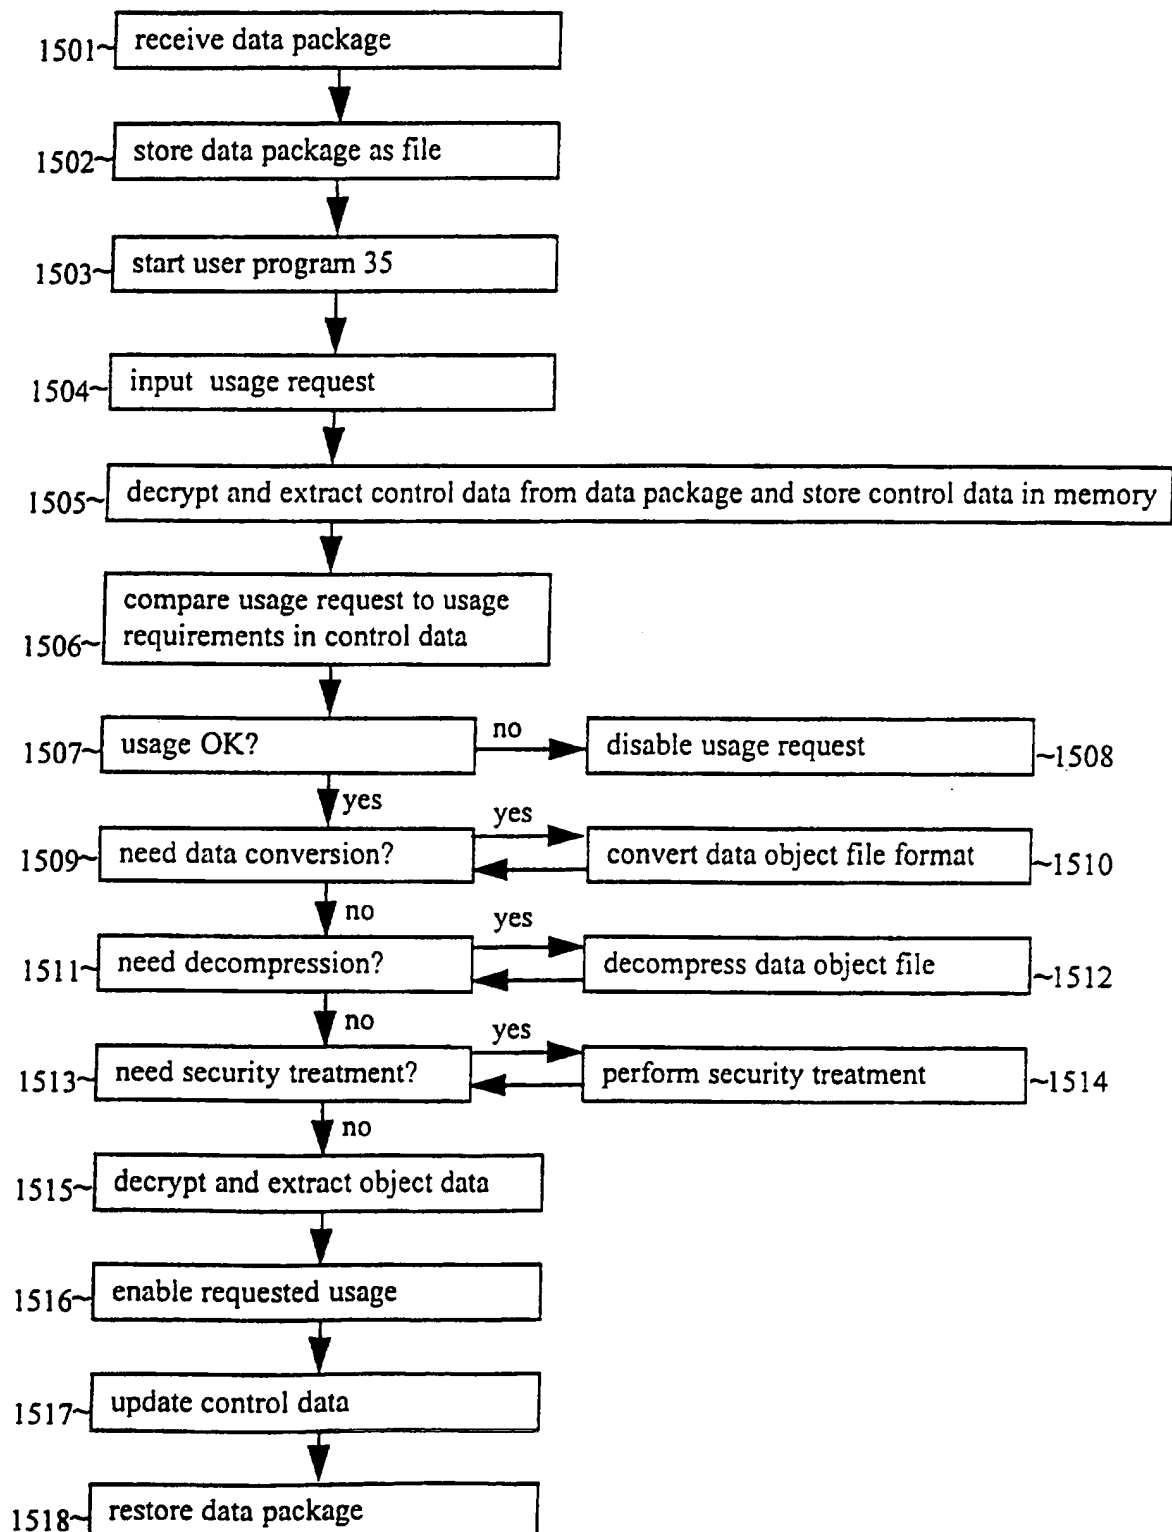 1501~ receive data package
1502~ store data package as file
1503~ start user program 35
1504~ input usage request
1505~ decrypt and extract control data from data package and store control data in memory
compare usage request to usage
1506~ requirements in control data
1507~ usage OK? no disable usage request ~1508
yes
yes
1509~ need data conversion? convert data object file format ~1510
no
yes
1511~ need decompression? decompress data object file ~1512
no
yes
1513~ need security treatment? perform security treatment ~1514
no
1515~ decrypt and extract object data
1516~ enable requested usage
1517~ update control data
1518~ restore data package